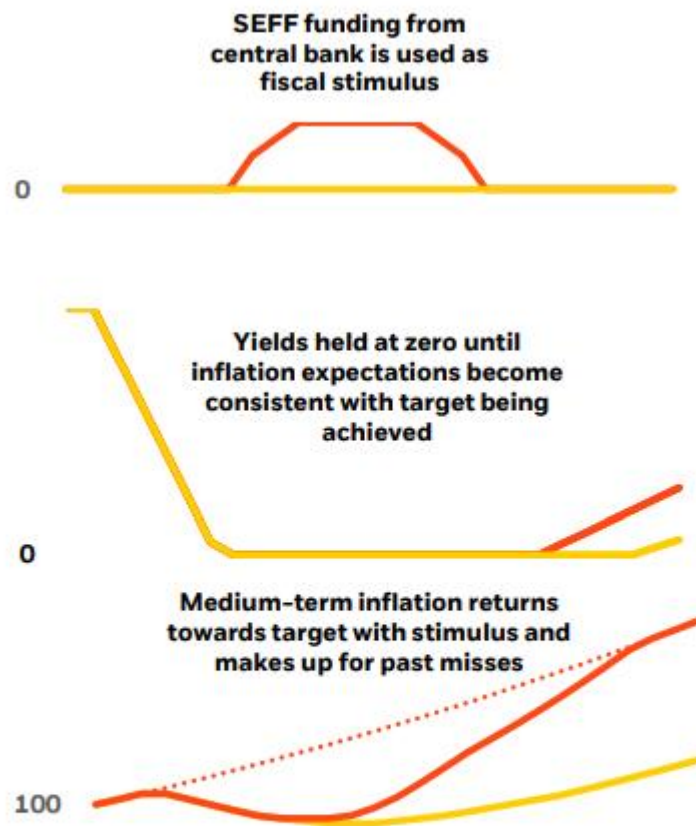 SEFF funding from
central bank is used as
fiscal stimulus
0
Yields held at zero until
inflation expectations become
consistent with target being
achieved
0
Medium-term inflation returns
towards target with stimulus and
makes up for past misses
100